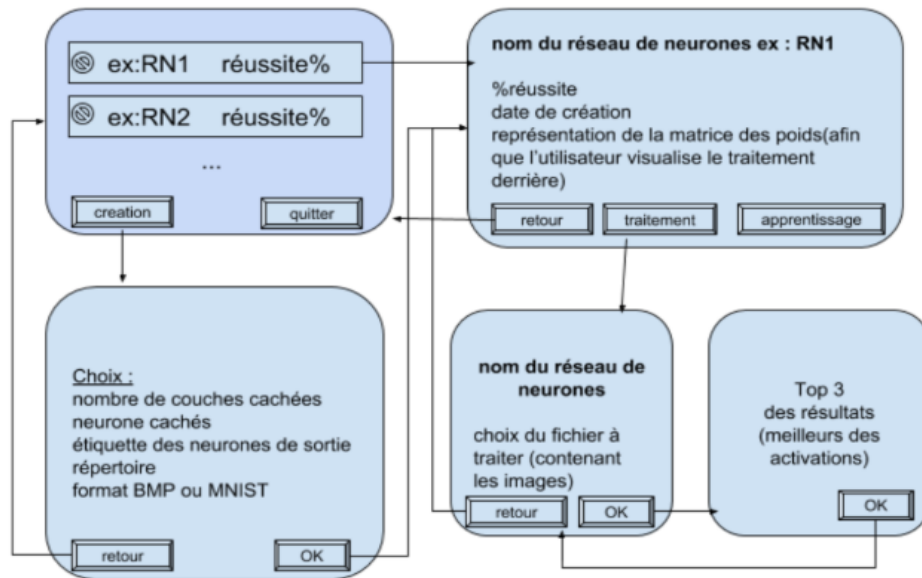 ex:RN1 réussite%
ex:RN2 réussite%
...
creation
quitter
nom du réseau de neurones ex : RN1
%réussite
date de création
représentation de la matrice des poids(afin
que l'utilisateur visualise le traitement
derrière)
retour
traitement
apprentissage
Choix :
nombre de couches cachées
neurone cachés
étiquette des neurones de sortie
répertoire
format BMP ou MNIST
retour
OK
nom du réseau de
neurones
choix du fichier à
traiter (contenant
les images)
retour
OK
Top 3
des résultats
(meilleurs des
activations)
OK